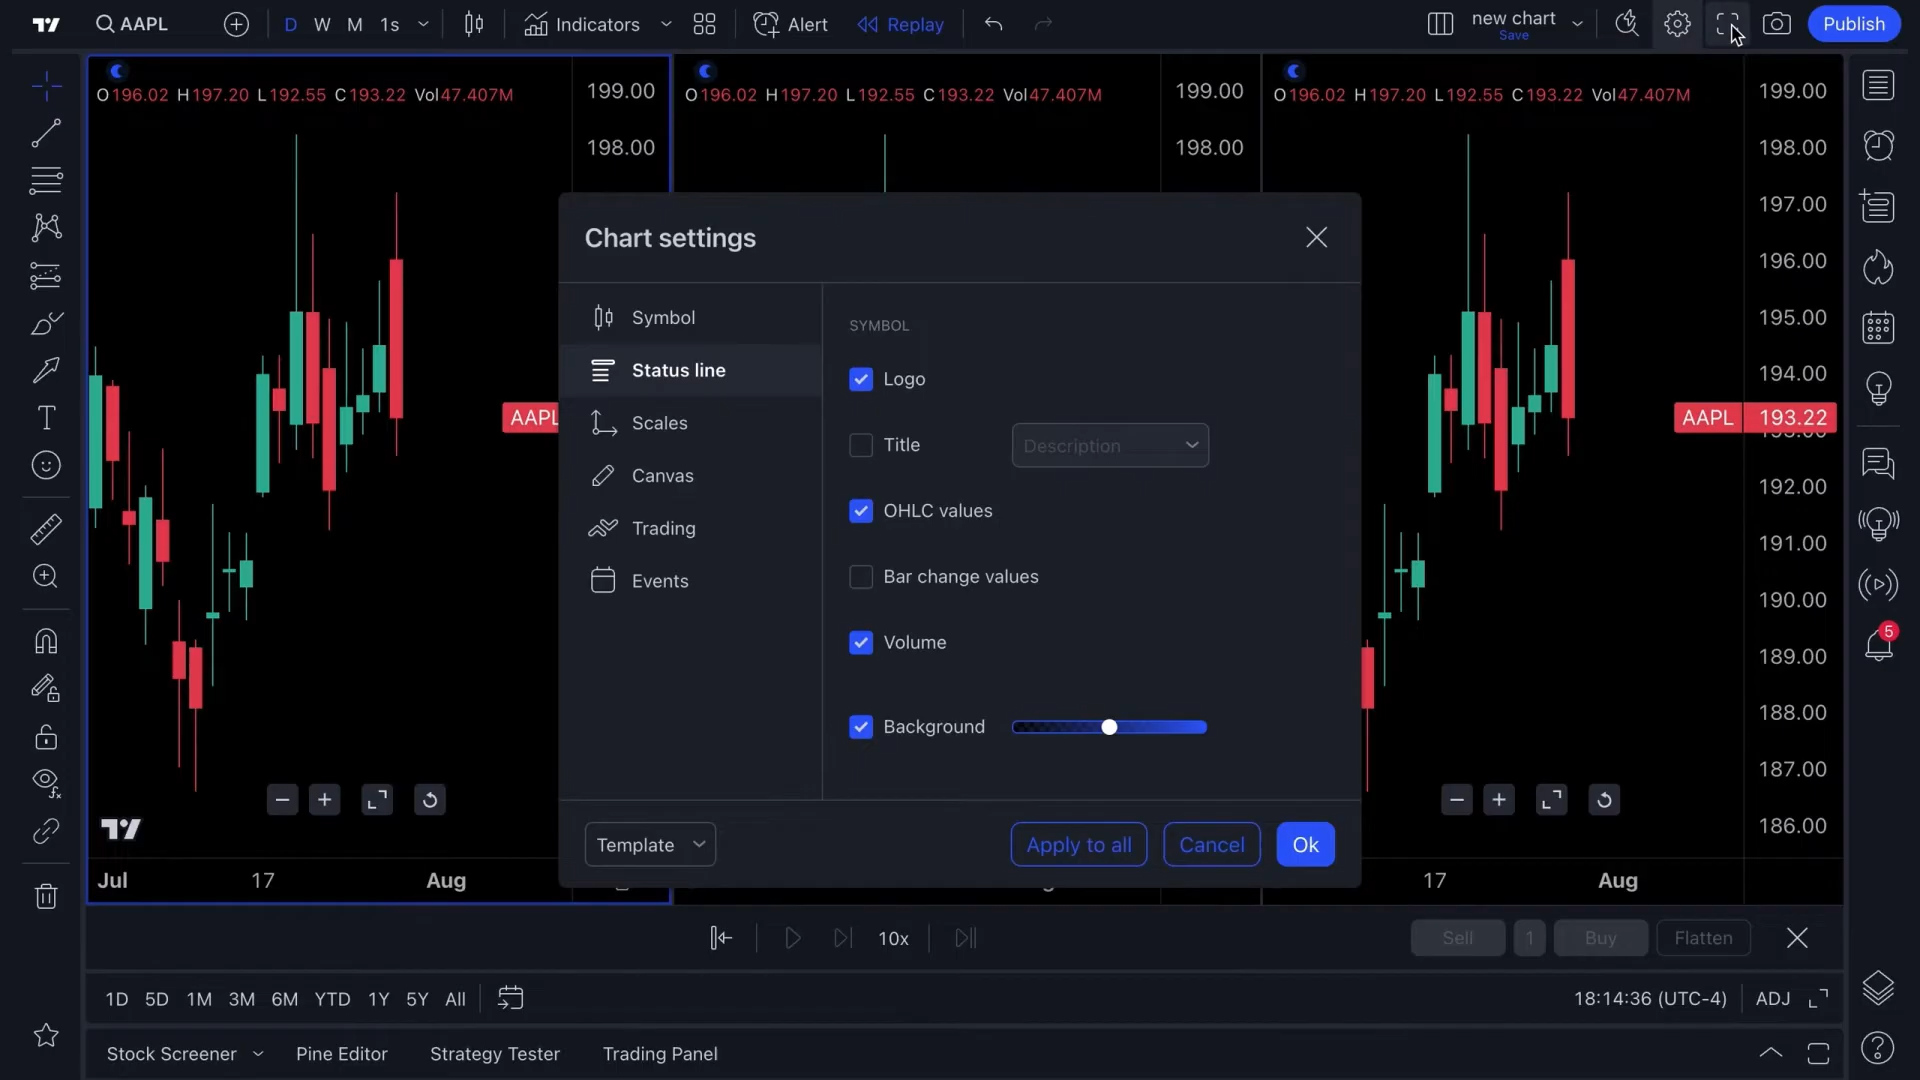 AAPL
D W M 1s
Indicators
Alert
Replay
new chart
Save
Publish
O196.02 H197.20 L192.55 C193.22 Vol47.407M
O196.02 H197.20 L192.55 C193.22 Vol47.407M
O196.02 H197.20 L192.55 C193.22 Vol47.407M
199.00
198.00
199.00
198.00
199.00
198.00
197.00
196.00
195.00
194.00
AAPL 193.22
192.00
191.00
190.00
189.00
188.00
187.00
186.00
AAPL
5
Chart settings
Symbol
Status line
Scales
Canvas
Trading
Events
SYMBOL
Logo
Title
Description
OHLC values
Bar change values
Volume
Background
Template
Apply to all
Cancel
Ok
Jul 17 Aug
17 Aug
10x
Sell 1 Buy Flatten
1D 5D 1M 3M 6M YTD 1Y 5Y All
18:14:36 (UTC-4) ADJ
Stock Screener Pine Editor Strategy Tester Trading Panel